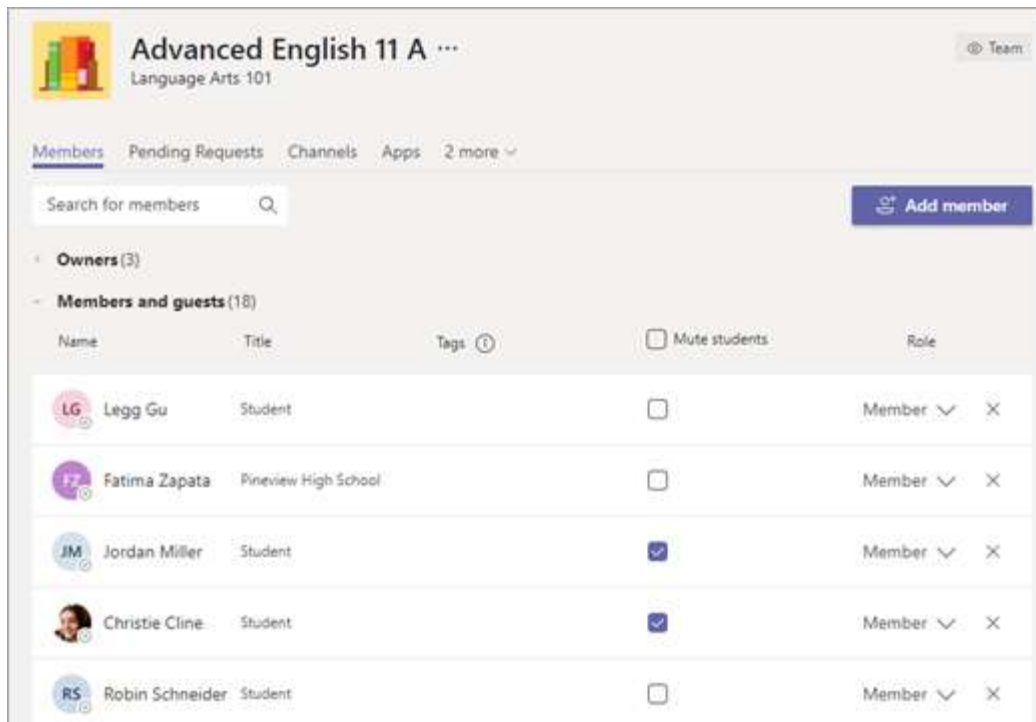 Advanced English 11 A ...
Team
Language Arts 101
Members Pending Requests Channels Apps 2 more
Search for members
Add member
Owners (3)
Members and guests (18)
Name Title Tags Mute students Role
LG Legg Gu Student Member
FZ Fatima Zapata Pineview High School Member
JM Jordan Miller Student Member
Christie Cline Student Member
RS Robin Schneider Student Member